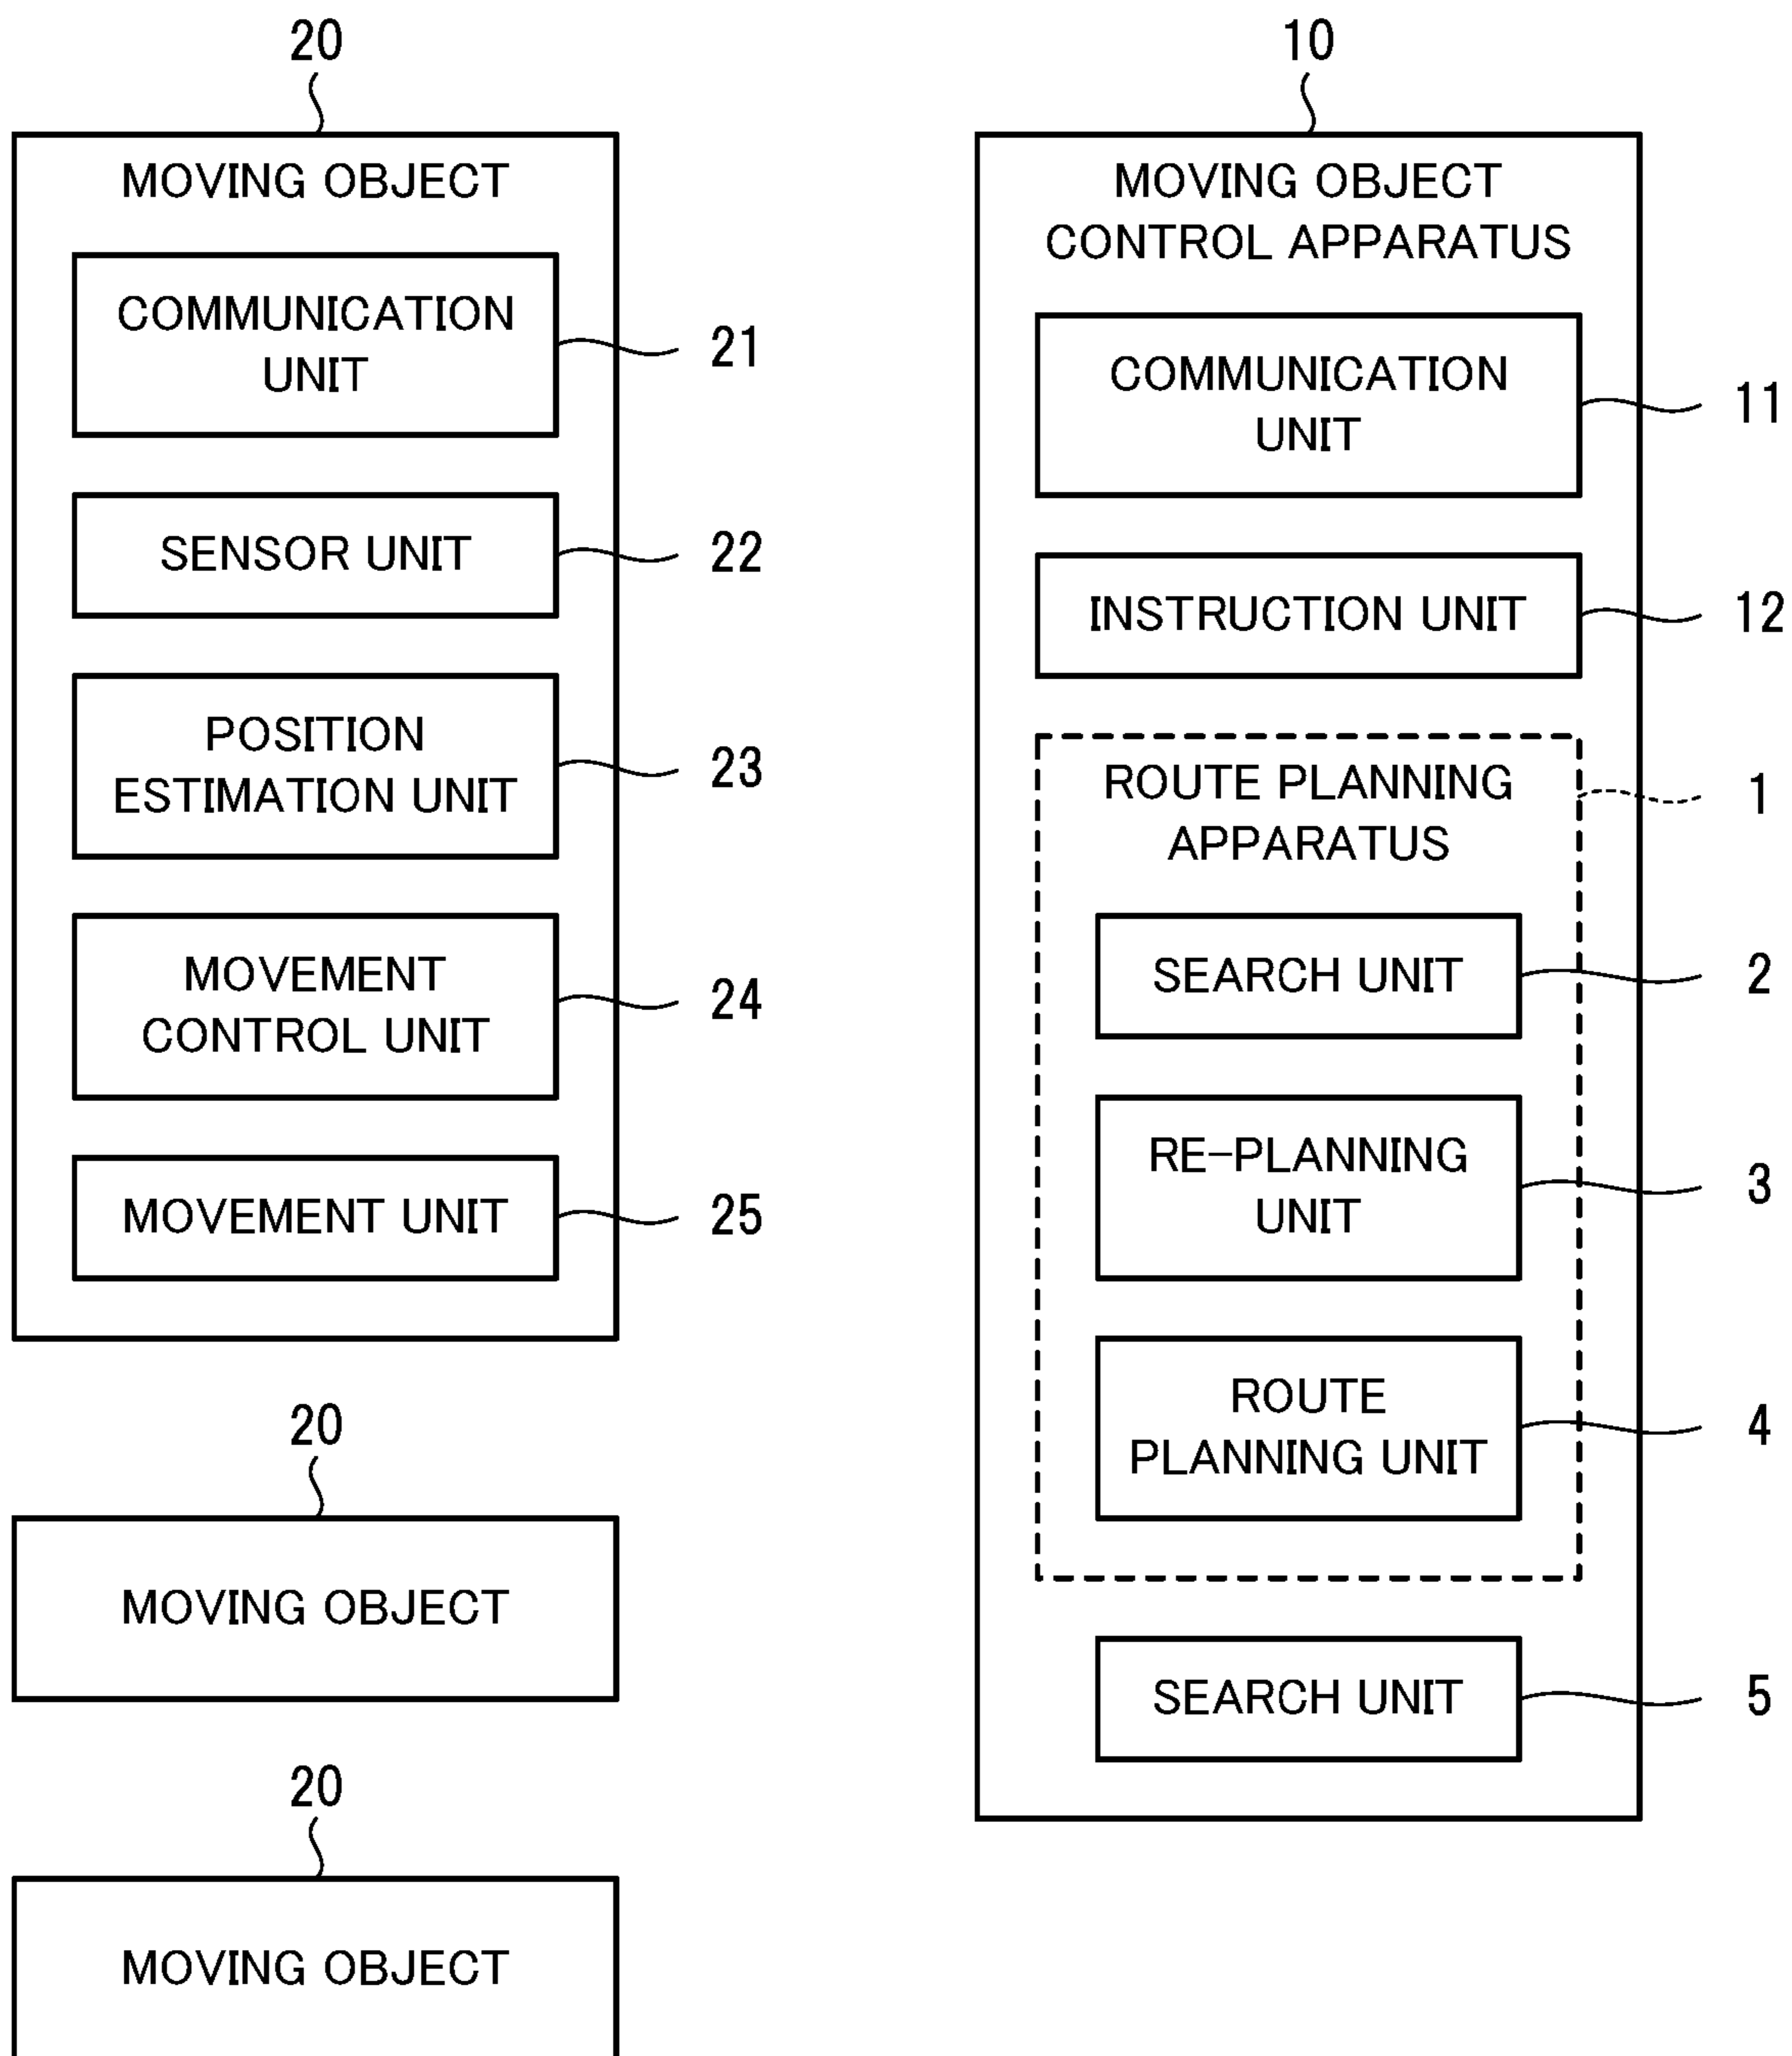 20
MOVING OBJECT
COMMUNICATION
UNIT
21
SENSOR UNIT
22
POSITION
ESTIMATION UNIT
23
MOVEMENT
CONTROL UNIT
24
MOVEMENT UNIT
25
20
MOVING OBJECT
20
MOVING OBJECT
10
MOVING OBJECT
CONTROL APPARATUS
COMMUNICATION
UNIT
11
INSTRUCTION UNIT
12
ROUTE PLANNING
APPARATUS
1
SEARCH UNIT
2
RE-PLANNING
UNIT
3
ROUTE
PLANNING UNIT
4
SEARCH UNIT
5